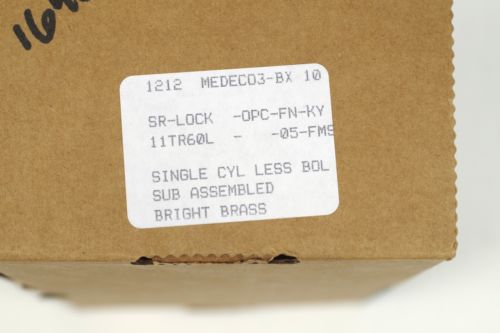 164
1212 MEDECO3-BX 10
SR-LOCK -OPC-FN-KY
11TR60L - -05-FMS
SINGLE CYL LESS BOL
SUB ASSEMBLED
BRIGHT BRASS